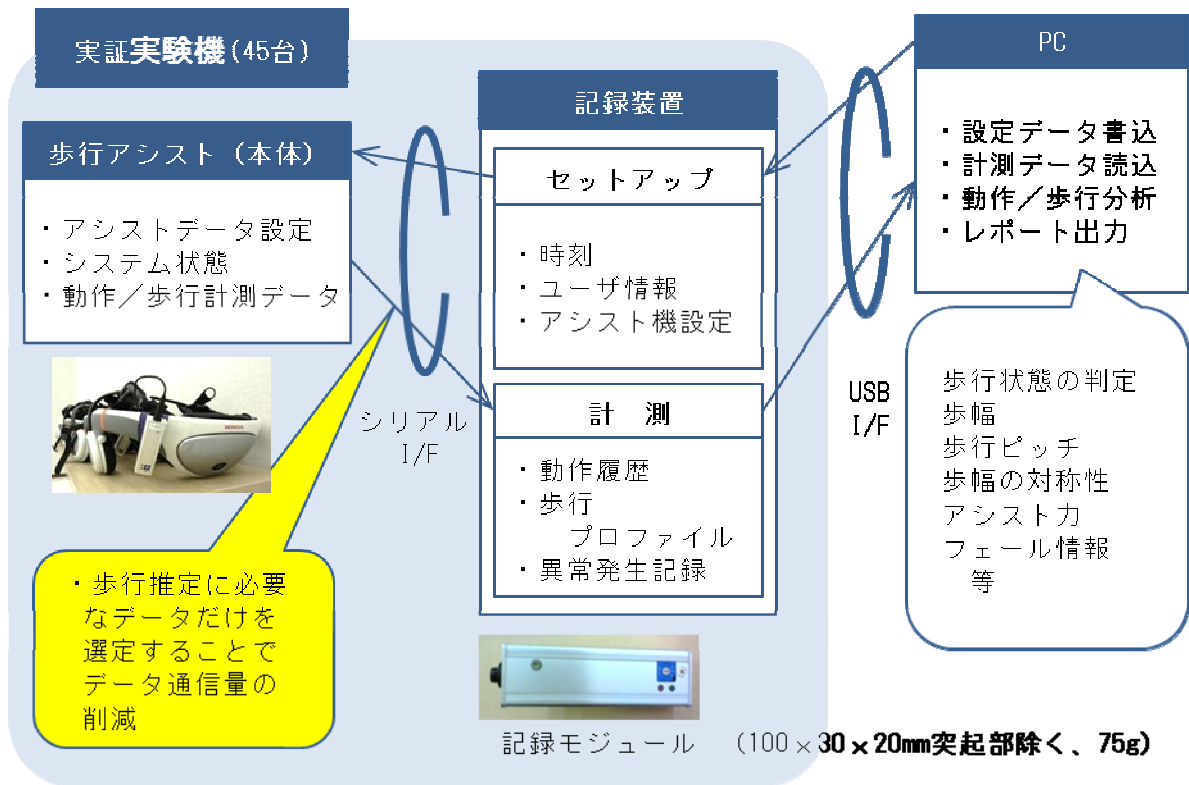 実証実験機(45台)
歩行アシスト（本体）
・アシストデータ設定
・システム状態
・動作／歩行計測データ
シリアル
I/F
・歩行推定に必要
なデータだけを
選定することで
データ通信量の
削減
記録装置
セットアップ
・時刻
・ユーザ情報
・アシスト機設定
計　測
・動作履歴
・歩行
プロファイル
・異常発生記録
記録モジュール　（100×30×20mm突起部除く、75g）
USB
I/F
PC
・設定データ書込
・計測データ読込
・動作／歩行分析
・レポート出力
歩行状態の判定
歩幅
歩行ピッチ
歩幅の対称性
アシスト力
フェール情報
等
HONDA